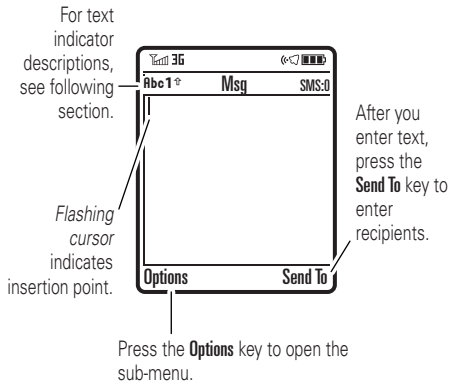 For text
indicator
descriptions,
see following
section.
3G
Abc1⇧ Msg SMS:0
After you
enter text,
press the
Send To key to
enter
recipients.
Flashing
cursor
indicates
insertion point.
Options Send To
Press the Options key to open the
sub-menu.